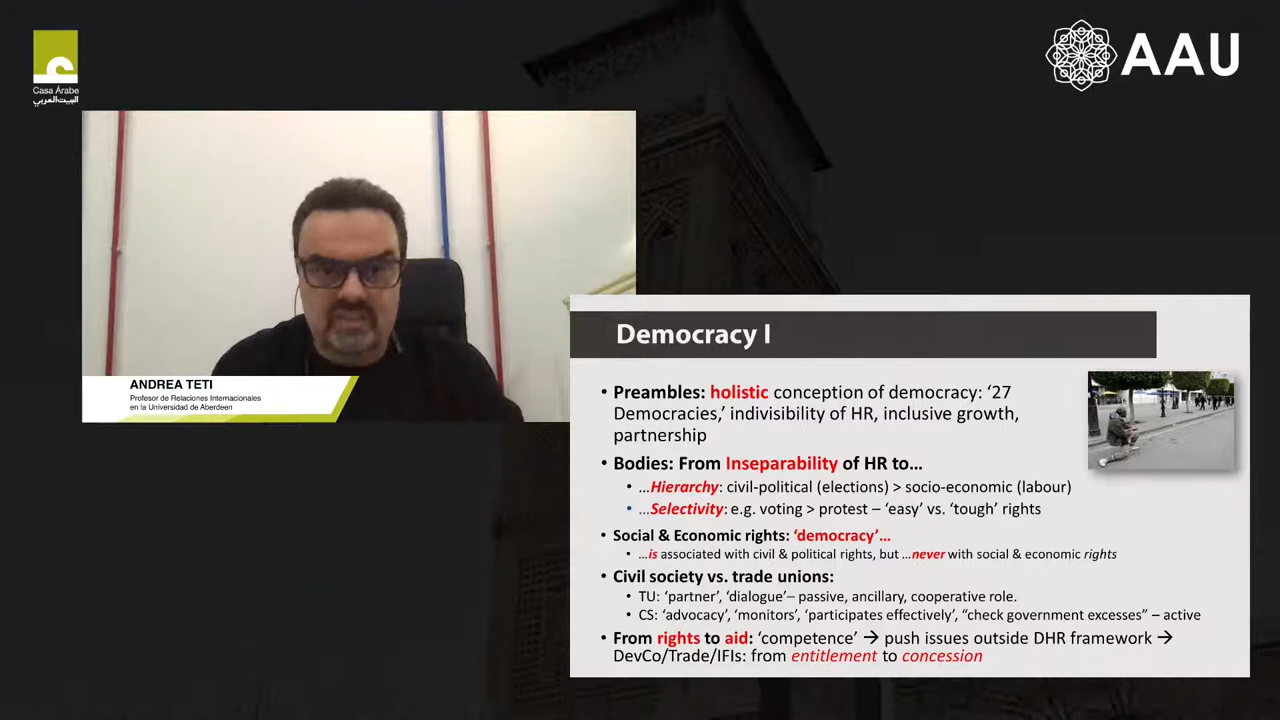 Casa Árabe
البيت العربي
AAU
ANDREA TETI
Profesor de Relaciones Internacionales
en la Universidad de Aberdeen
Democracy I
• Preambles: holistic conception of democracy: ‘27
Democracies,’ indivisibility of HR, inclusive growth,
partnership
• Bodies: From Inseparability of HR to…
• …Hierarchy: civil-political (elections) > socio-economic (labour)
• …Selectivity: e.g. voting > protest – ‘easy’ vs. ‘tough’ rights
• Social & Economic rights: ‘democracy’…
• …is associated with civil & political rights, but …never with social & economic rights
• Civil society vs. trade unions:
• TU: ‘partner’, ‘dialogue’– passive, ancillary, cooperative role.
• CS: ‘advocacy’, ‘monitors’, ‘participates effectively’, “check government excesses” – active
• From rights to aid: ‘competence’ → push issues outside DHR framework →
DevCo/Trade/IFIs: from entitlement to concession